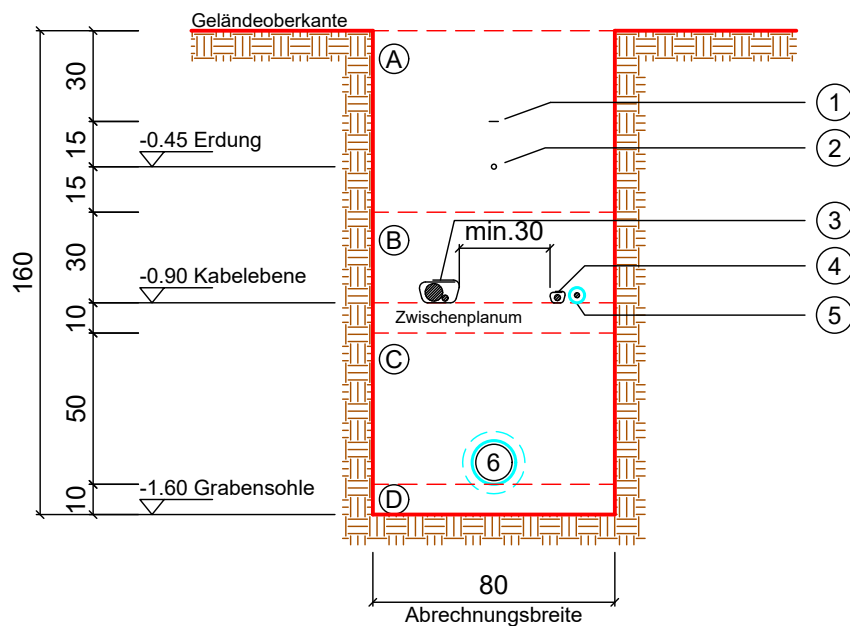 Geländeoberkante
A
30
1
15
-0.45 Erdung
2
15
3
B
min.30
30
4
160
-0.90 Kabelebene
10
Zwischenplanum
5
C
50
6
-1.60 Grabensohle
10
D
80
Abrechnungsbreite